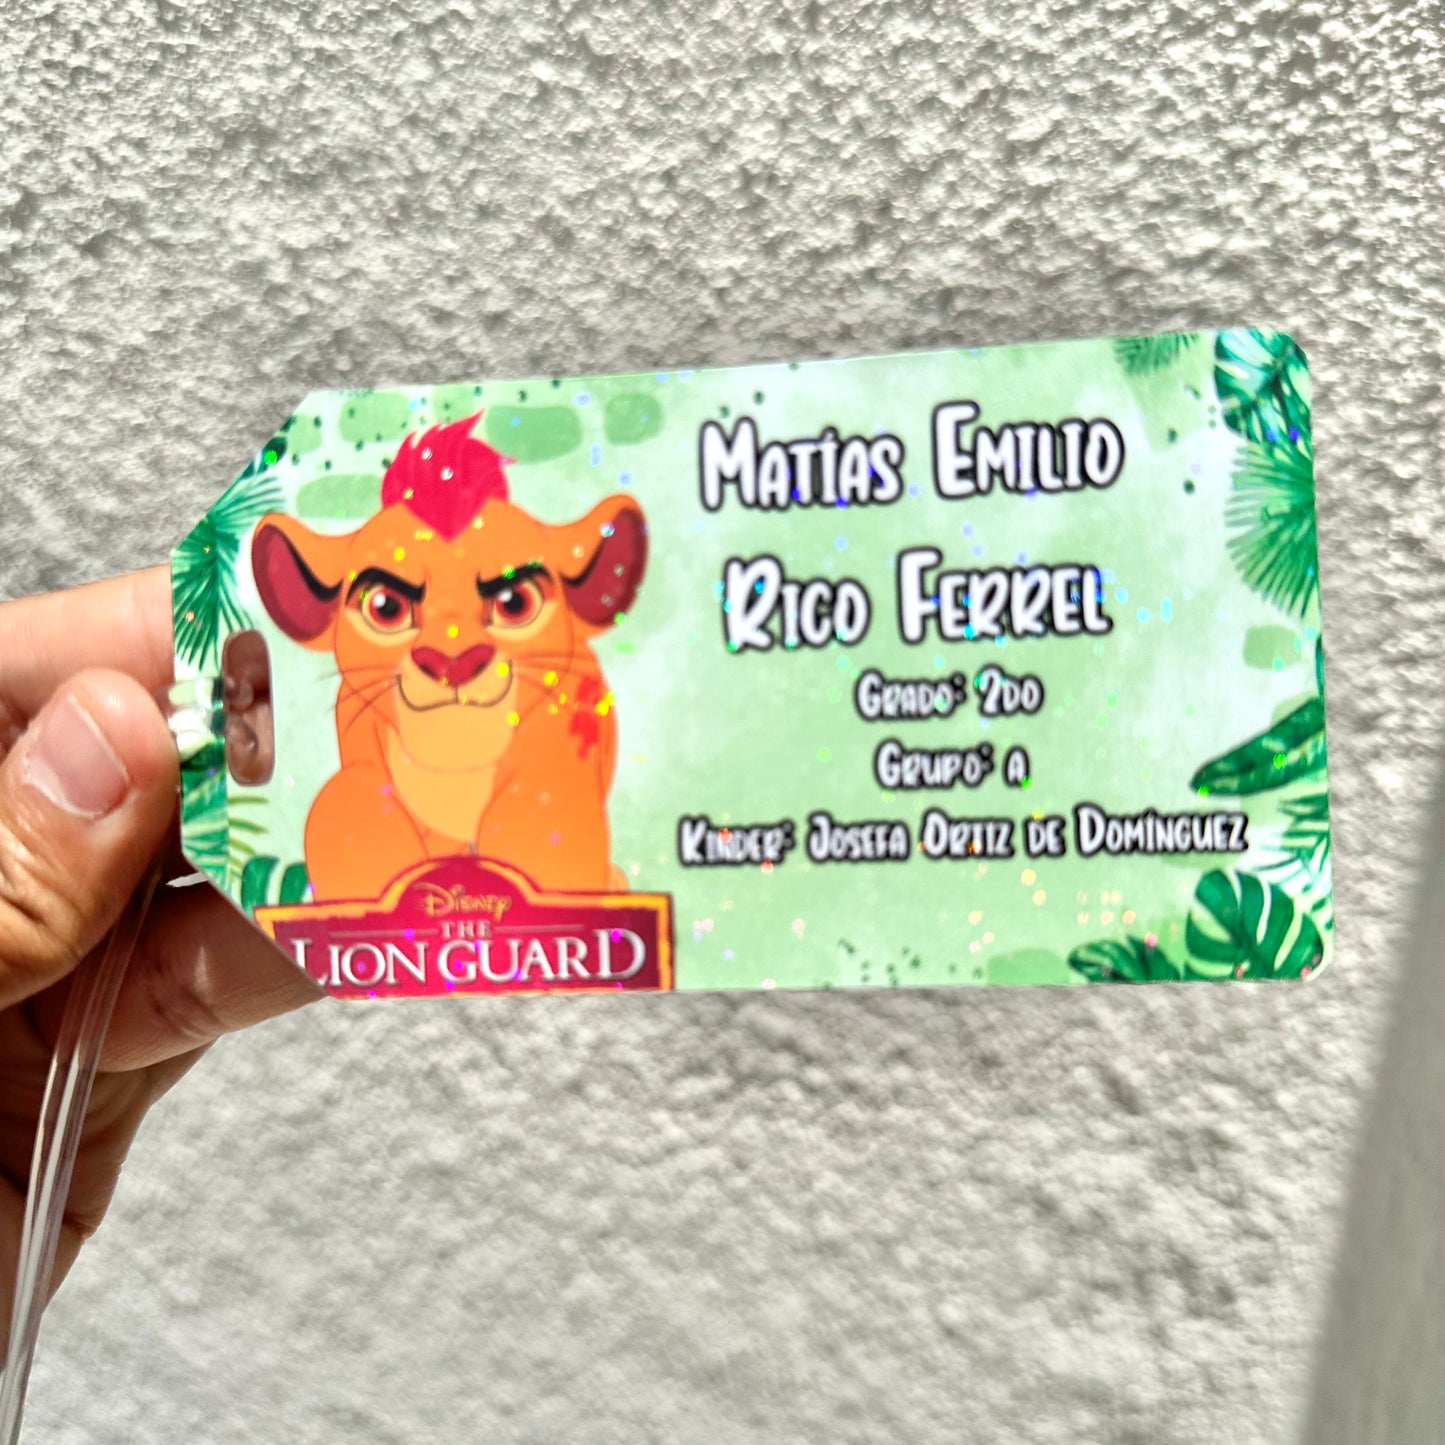 Matías Emilio
Rico Ferrel
Grado: 2do
Grupo: A
Kinder: Josefa Ortiz de Domínguez
Disney
THE
LION GUARD